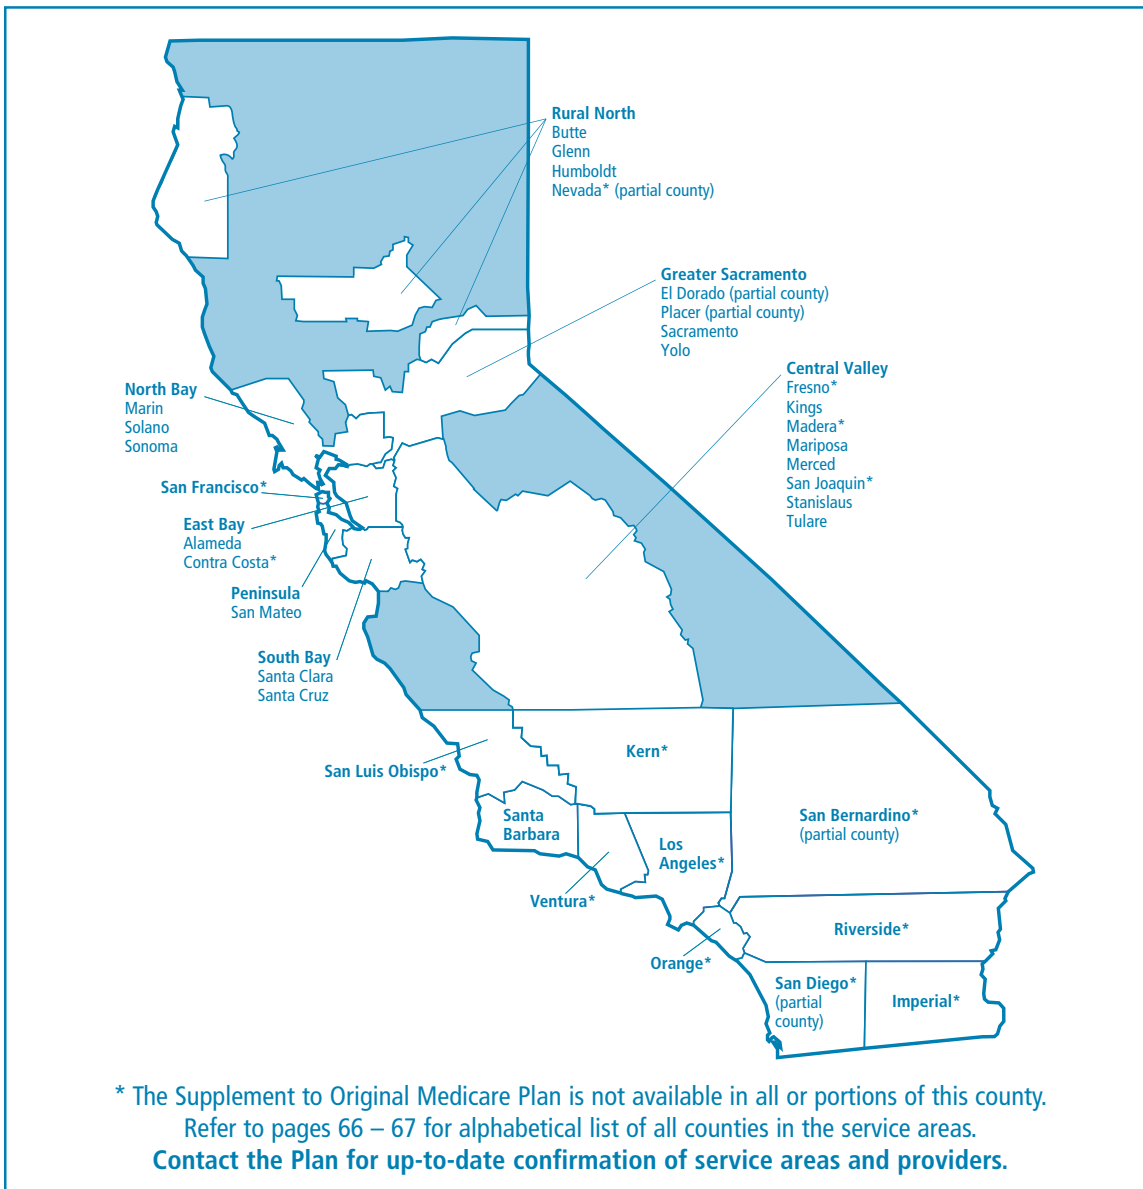 Rural North
Butte
Glenn
Humboldt
Nevada* (partial county)
Greater Sacramento
El Dorado (partial county)
Placer (partial county)
Sacramento
Yolo
Central Valley
Fresno*
Kings
Madera*
Mariposa
Merced
San Joaquin*
Stanislaus
Tulare
North Bay
Marin
Solano
Sonoma
San Francisco*
East Bay
Alameda
Contra Costa*
Peninsula
San Mateo
South Bay
Santa Clara
Santa Cruz
Kern*
San Luis Obispo*
Santa
Barbara
San Bernardino*
(partial county)
Los
Angeles*
Ventura*
Riverside*
Orange*
San Diego*
(partial
county)
Imperial*
* The Supplement to Original Medicare Plan is not available in all or portions of this county.
Refer to pages 66 – 67 for alphabetical list of all counties in the service areas.
Contact the Plan for up-to-date confirmation of service areas and providers.